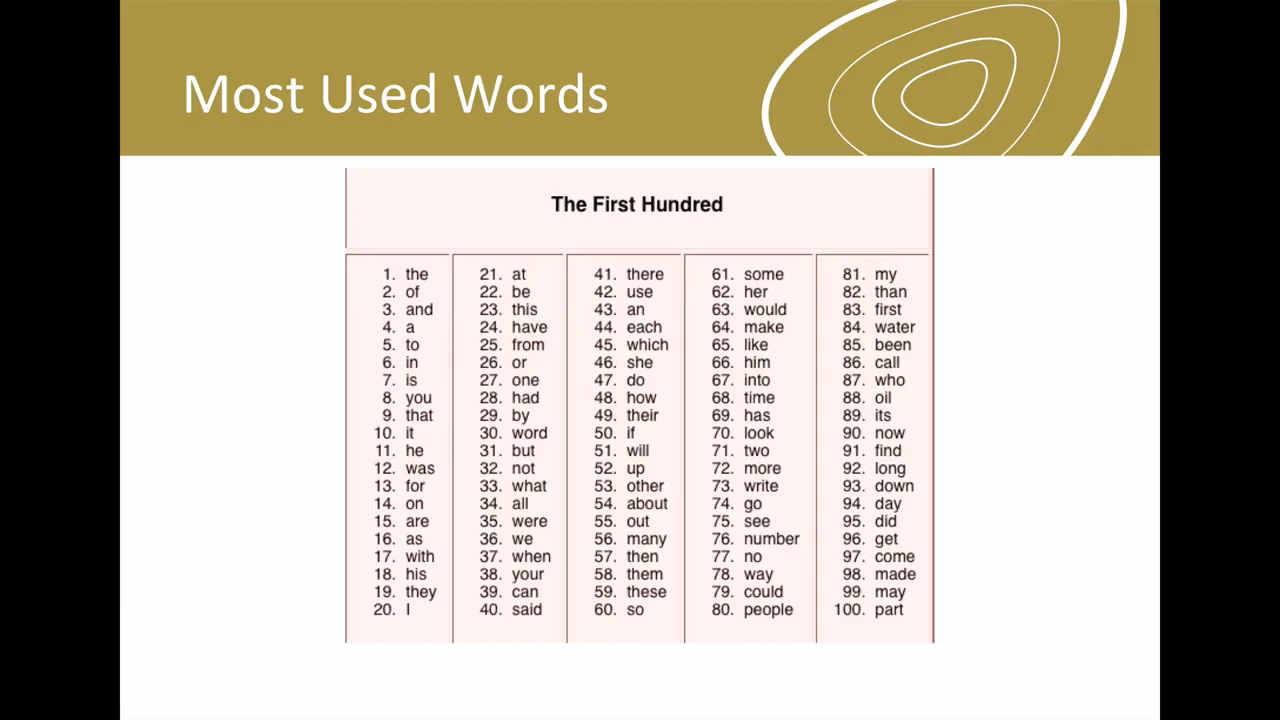 Most Used Words
The First Hundred
1. the
2. of
3. and
4. a
5. to
6. in
7. is
8. you
9. that
10. it
11. he
12. was
13. for
14. on
15. are
16. as
17. with
18. his
19. they
20. I
21. at
22. be
23. this
24. have
25. from
26. or
27. one
28. had
29. by
30. word
31. but
32. not
33. what
34. all
35. were
36. we
37. when
38. your
39. can
40. said
41. there
42. use
43. an
44. each
45. which
46. she
47. do
48. how
49. their
50. if
51. will
52. up
53. other
54. about
55. out
56. many
57. then
58. them
59. these
60. so
61. some
62. her
63. would
64. make
65. like
66. him
67. into
68. time
69. has
70. look
71. two
72. more
73. write
74. go
75. see
76. number
77. no
78. way
79. could
80. people
81. my
82. than
83. first
84. water
85. been
86. call
87. who
88. oil
89. its
90. now
91. find
92. long
93. down
94. day
95. did
96. get
97. come
98. made
99. may
100. part